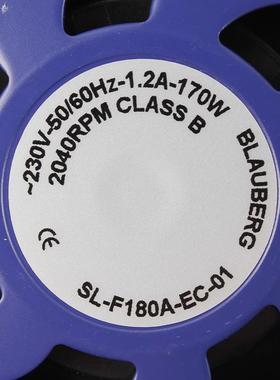 ~230V-50/60Hz-1.2A-170W
2040RPM CLASS B
BLAUBERG
CE
SL-F180A-EC-01